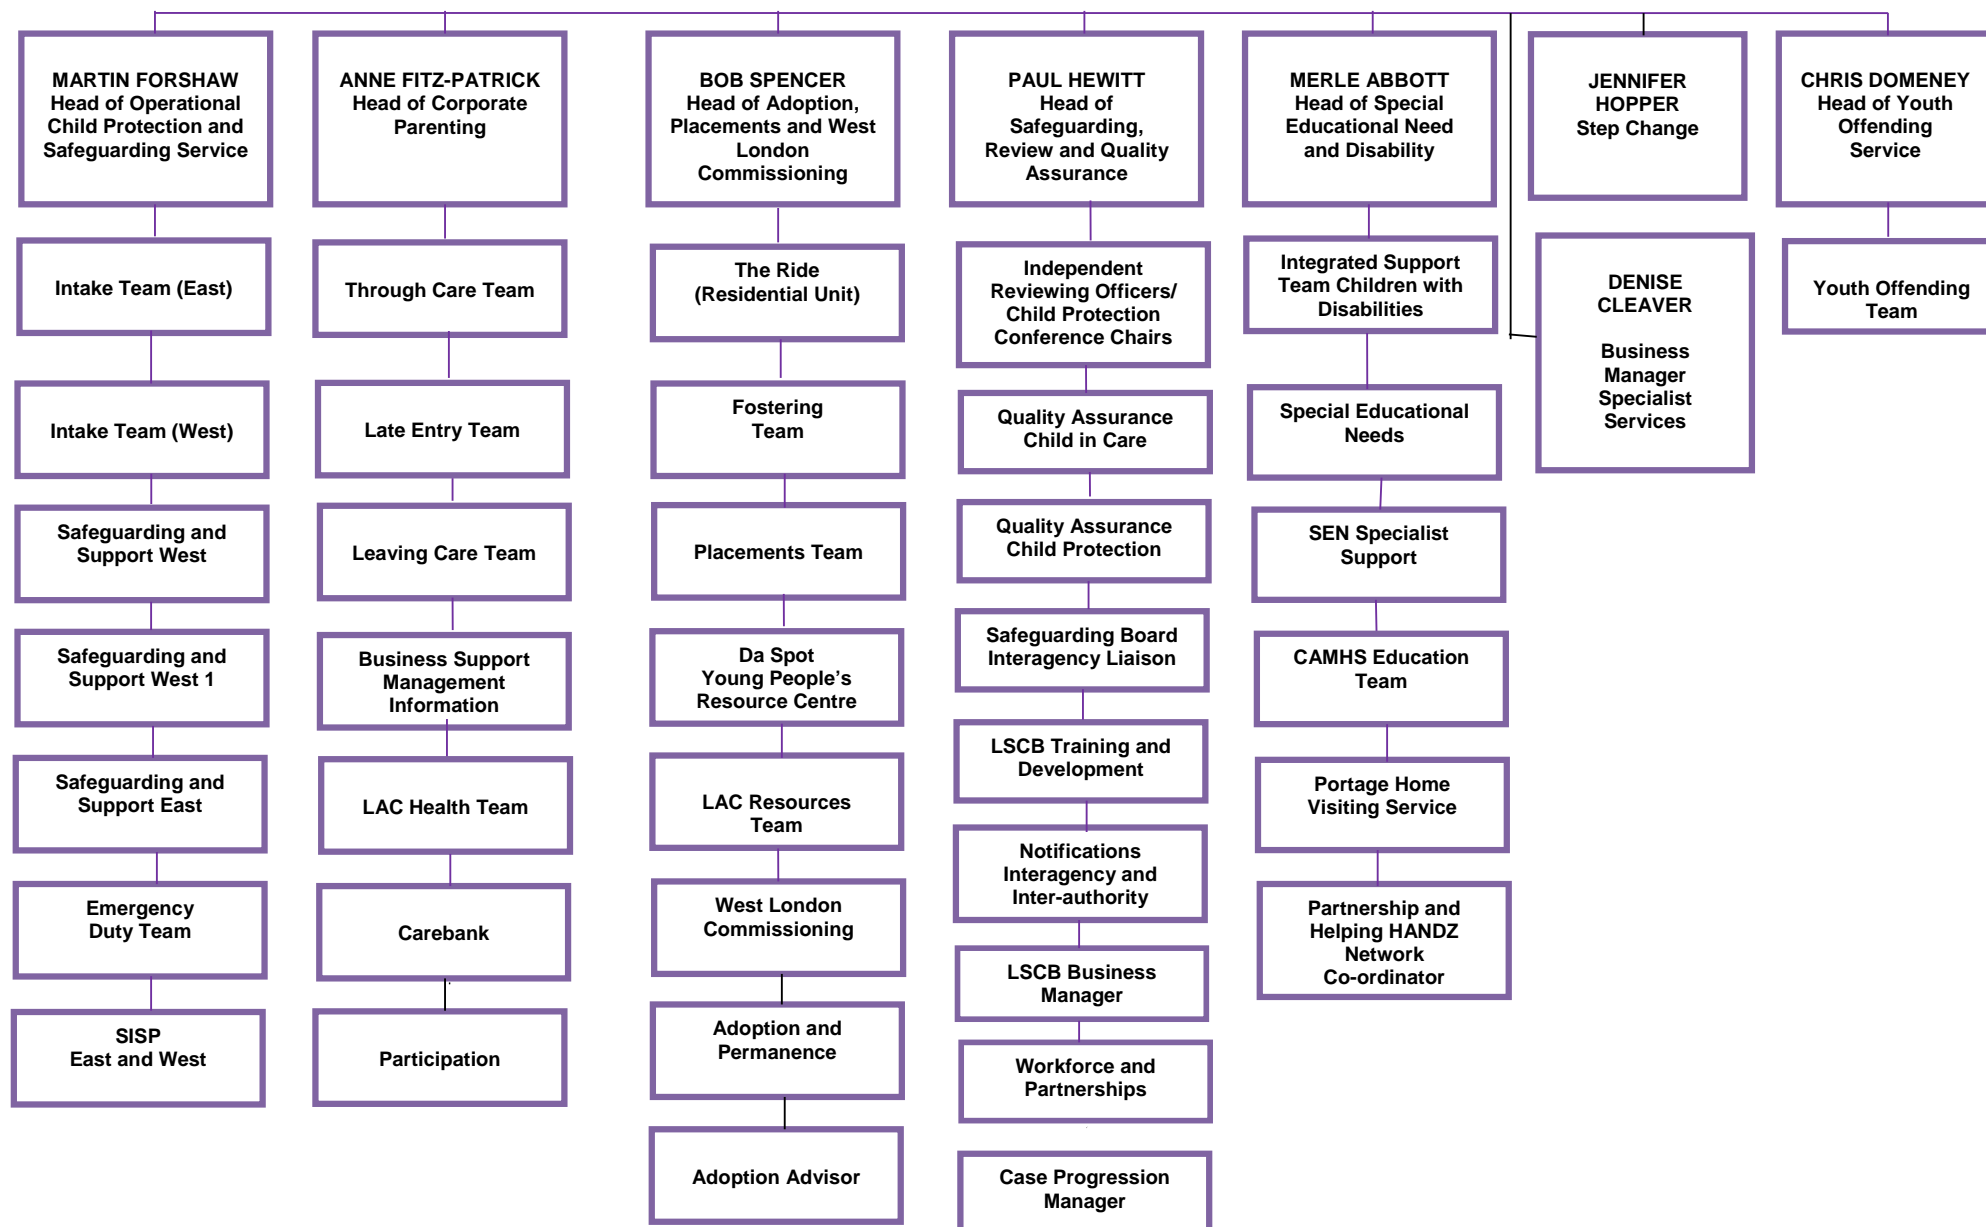 MARTIN FORSHAW
Head of Operational
Child Protection and
Safeguarding Service
Intake Team (East)
Intake Team (West)
Safeguarding and
Support West
Safeguarding and
Support West 1
Safeguarding and
Support East
Emergency
Duty Team
SISP
East and West
ANNE FITZ-PATRICK
Head of Corporate
Parenting
Through Care Team
Late Entry Team
Leaving Care Team
Business Support
Management
Information
LAC Health Team
Carebank
Participation
BOB SPENCER
Head of Adoption,
Placements and West
London
Commissioning
The Ride
(Residential Unit)
Fostering
Team
Placements Team
Da Spot
Young People’s
Resource Centre
LAC Resources
Team
West London
Commissioning
Adoption and
Permanence
Adoption Advisor
PAUL HEWITT
Head of
Safeguarding,
Review and Quality
Assurance
Independent
Reviewing Officers/
Child Protection
Conference Chairs
Quality Assurance
Child in Care
Quality Assurance
Child Protection
Safeguarding Board
Interagency Liaison
LSCB Training and
Development
Notifications
Interagency and
Inter-authority
LSCB Business
Manager
Workforce and
Partnerships
Case Progression
Manager
MERLE ABBOTT
Head of Special
Educational Need
and Disability
Integrated Support
Team Children with
Disabilities
Special Educational
Needs
SEN Specialist
Support
CAMHS Education
Team
Portage Home
Visiting Service
Partnership and
Helping HANDZ
Network
Co-ordinator
JENNIFER
HOPPER
Step Change
DENISE
CLEAVER
Business
Manager
Specialist
Services
CHRIS DOMENEY
Head of Youth
Offending
Service
Youth Offending
Team